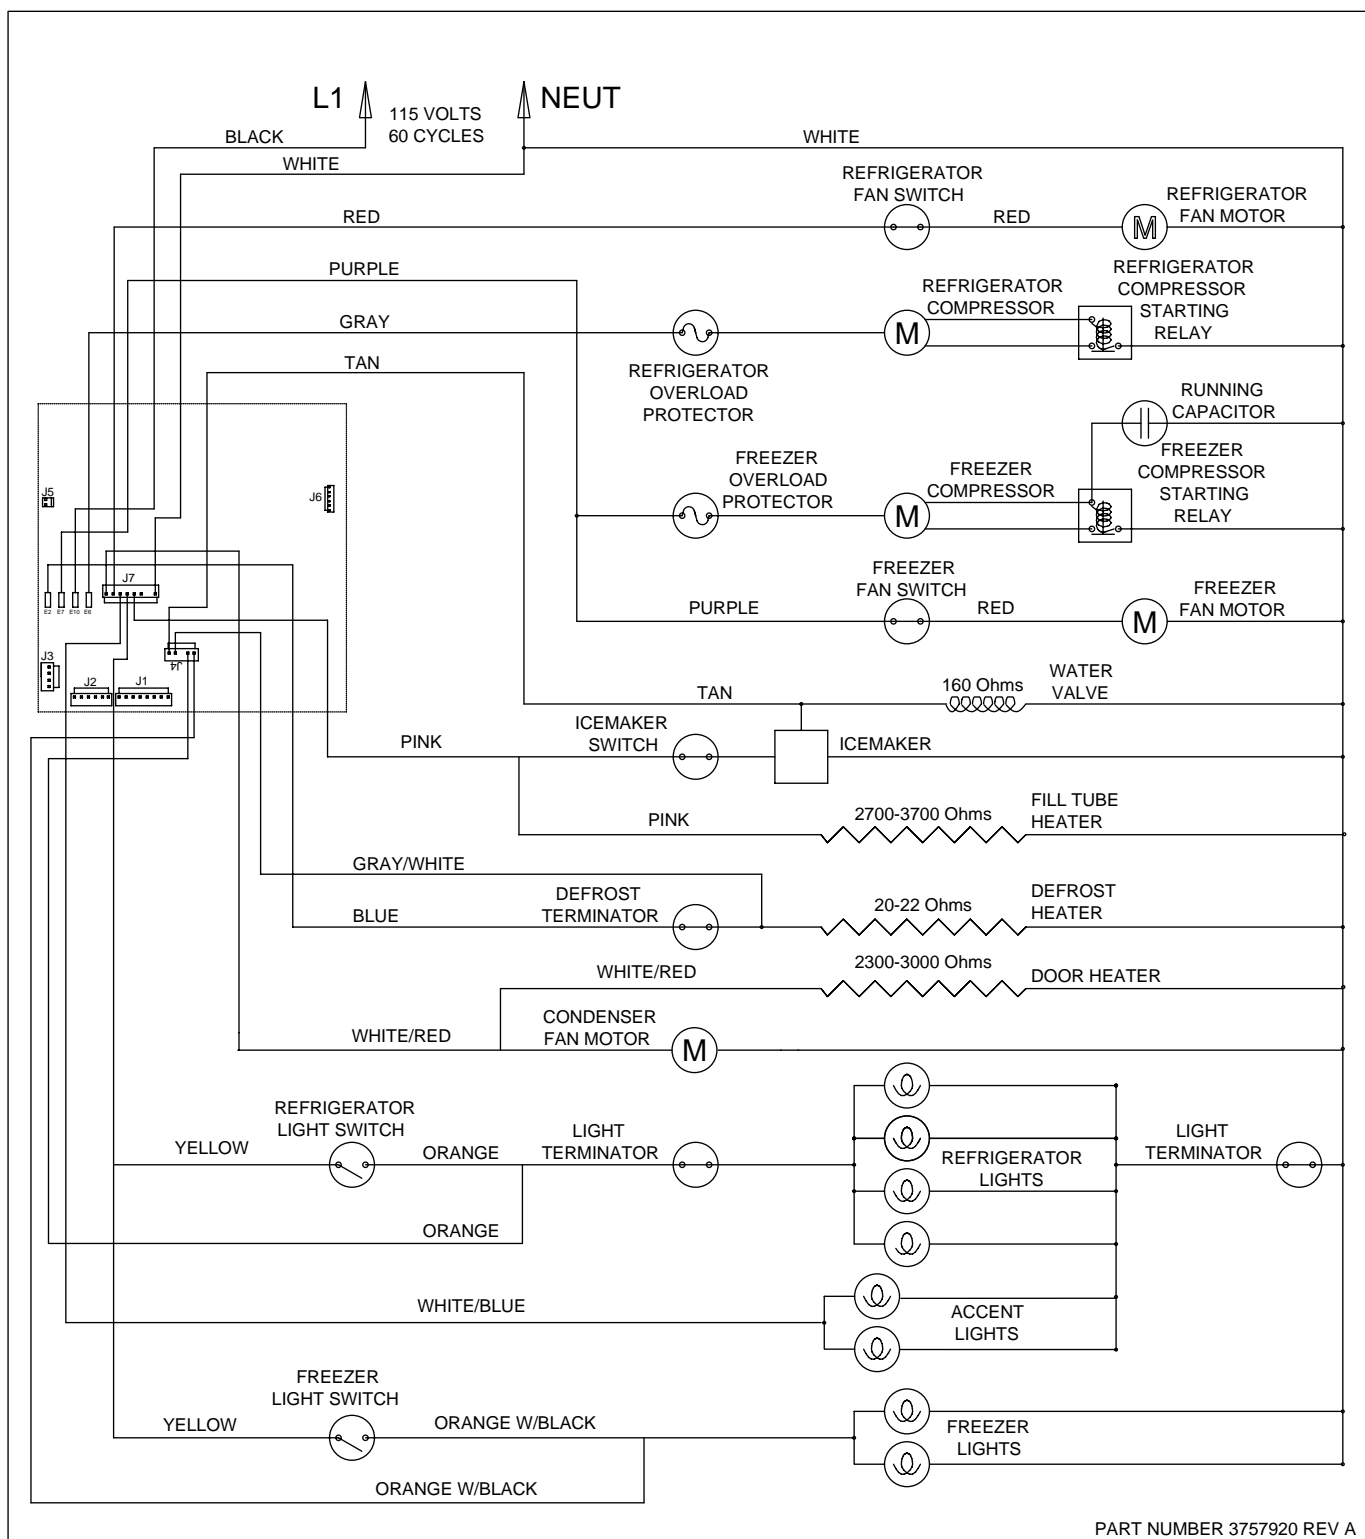 L1
115 VOLTS
60 CYCLES
NEUT
BLACK
WHITE
WHITE
REFRIGERATOR
FAN SWITCH
RED
RED
M
REFRIGERATOR
FAN MOTOR
PURPLE
GRAY
REFRIGERATOR
OVERLOAD
PROTECTOR
REFRIGERATOR
COMPRESSOR
M
REFRIGERATOR
COMPRESSOR
STARTING
RELAY
TAN
RUNNING
CAPACITOR
FREEZER
OVERLOAD
PROTECTOR
FREEZER
COMPRESSOR
M
FREEZER
COMPRESSOR
STARTING
RELAY
J5
J6
J7
E2
E7
E10
E6
J4
J3
J2
J1
PURPLE
FREEZER
FAN SWITCH
RED
M
FREEZER
FAN MOTOR
TAN
160 Ohms
WATER
VALVE
PINK
ICEMAKER
SWITCH
ICEMAKER
PINK
2700-3700 Ohms
FILL TUBE
HEATER
GRAY/WHITE
BLUE
DEFROST
TERMINATOR
20-22 Ohms
DEFROST
HEATER
WHITE/RED
2300-3000 Ohms
DOOR HEATER
WHITE/RED
CONDENSER
FAN MOTOR
M
YELLOW
REFRIGERATOR
LIGHT SWITCH
ORANGE
LIGHT
TERMINATOR
REFRIGERATOR
LIGHTS
LIGHT
TERMINATOR
ORANGE
WHITE/BLUE
ACCENT
LIGHTS
YELLOW
FREEZER
LIGHT SWITCH
ORANGE W/BLACK
FREEZER
LIGHTS
ORANGE W/BLACK
PART NUMBER 3757920 REV A